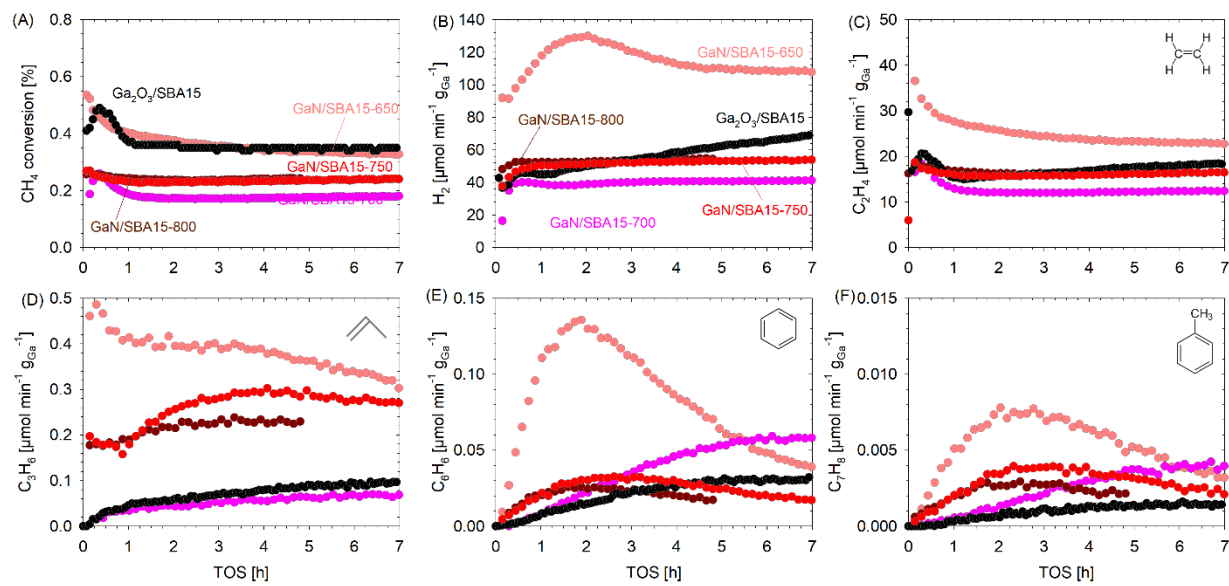 (A)
CH₄ conversion [%]
0.8
0.6
0.4
0.2
0.0
Ga₂O₃/SBA15
GaN/SBA15-650
GaN/SBA15-750
GaN/SBA15-800
0 1 2 3 4 5 6 7
(B)
H₂ [µmol min⁻¹ g_Ga⁻¹]
140
120
100
80
60
40
20
0
GaN/SBA15-650
GaN/SBA15-800
Ga₂O₃/SBA15
GaN/SBA15-750
GaN/SBA15-700
0 1 2 3 4 5 6 7
(C)
C₂H₄ [µmol min⁻¹ g_Ga⁻¹]
50
40
30
20
10
0
H H
C=C
H H
0 1 2 3 4 5 6 7
(D)
C₃H₆ [µmol min⁻¹ g_Ga⁻¹]
0.5
0.4
0.3
0.2
0.1
0.0
0 1 2 3 4 5 6 7
TOS [h]
(E)
C₆H₆ [µmol min⁻¹ g_Ga⁻¹]
0.15
0.10
0.05
0.00
0 1 2 3 4 5 6 7
TOS [h]
(F)
C₇H₈ [µmol min⁻¹ g_Ga⁻¹]
0.015
0.010
0.005
0.000
CH₃
0 1 2 3 4 5 6 7
TOS [h]